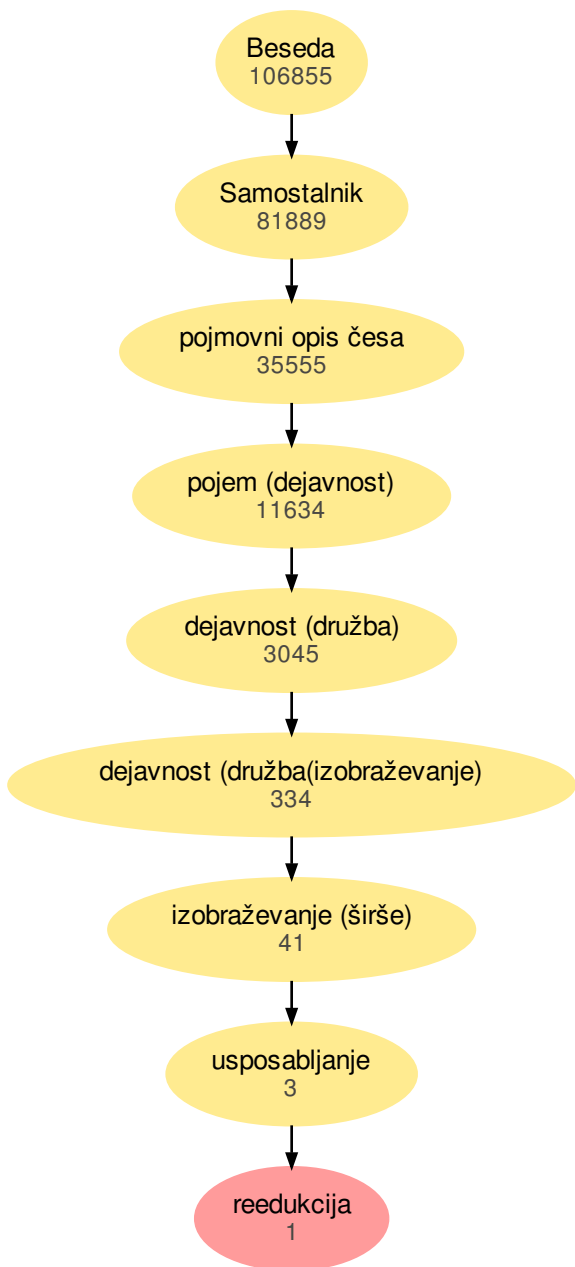 Beseda
106855
Samostalnik
81889
pojmovni opis česa
35555
pojem (dejavnost)
11634
dejavnost (družba)
3045
dejavnost (družba(izobraževanje)
334
izobraževanje (širše)
41
usposabljanje
3
reedukcija
1